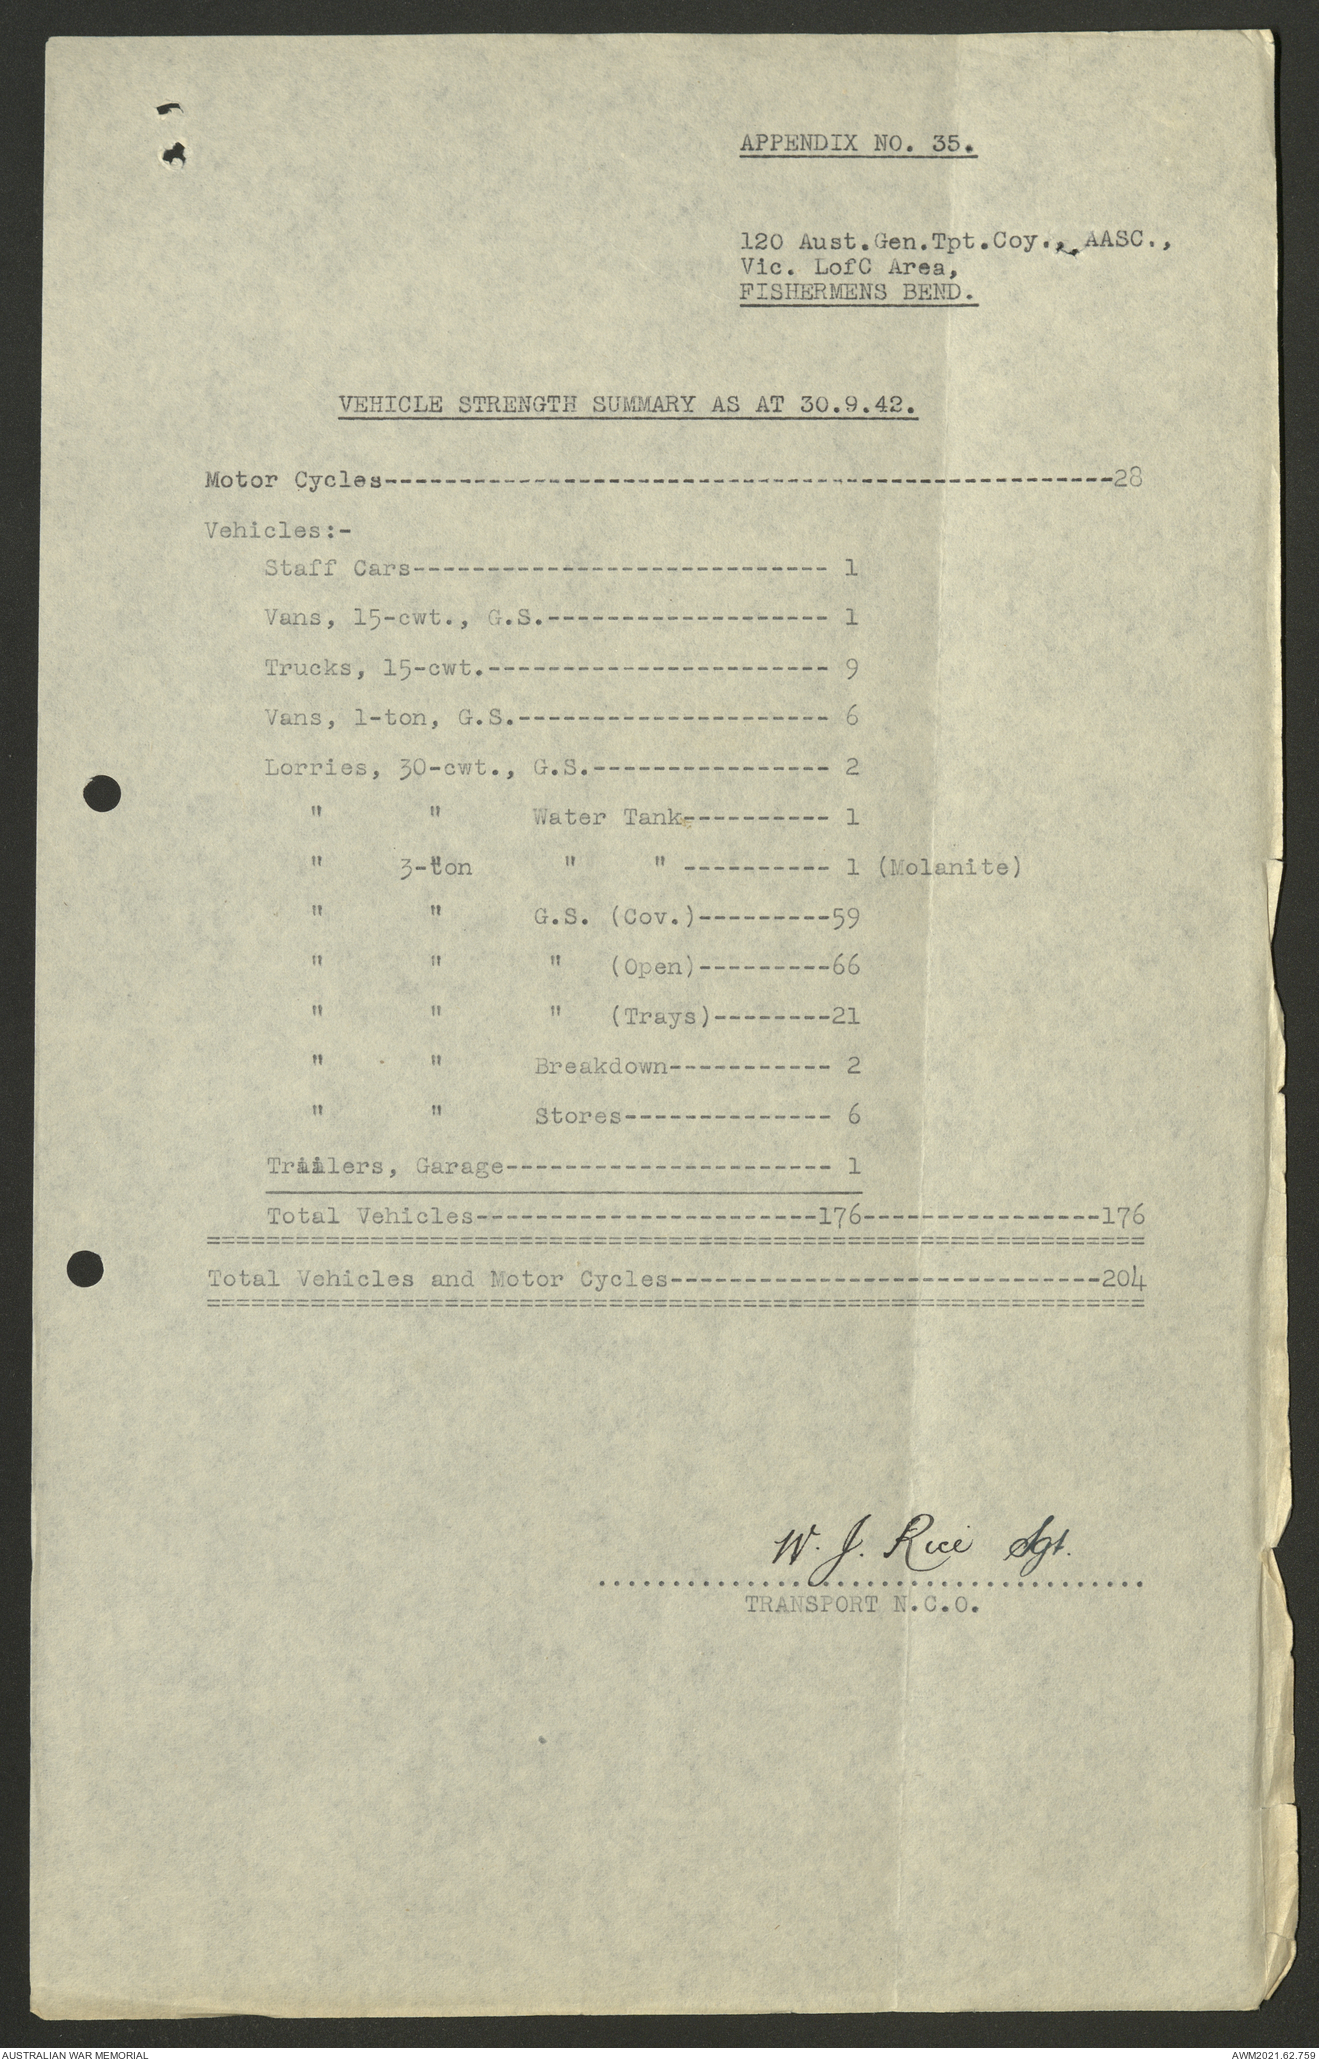 APPENDIX NO. 35.
120 Aust.Gen.Tpt.Coy., AASC.,
Vic. LofC Area,
FISHERMENS BEND.
VEHICLE STRENGTH SUMMARY AS AT 30.9.42.
Motor Cycles-------------------------------------------------28
Vehicles:-
Staff Cars---------------------------- 1
Vans, 15-cwt., G.S.------------------- 1
Trucks, 15-cwt.----------------------- 9
Vans, 1-ton, G.S.--------------------- 6
Lorries, 30-cwt., G.S.---------------- 2
" " Water Tank---------- 1
" 3-ton " " ---------- 1 (Molanite)
" " G.S. (Cov.)---------59
" " " (Open)---------66
" " " (Trays)--------21
" " Breakdown----------- 2
" " Stores-------------- 6
Trailers, Garage---------------------- 1
Total Vehicles-----------------------176----------------176
Total Vehicles and Motor Cycles-----------------------------204
W. J. Rice Sgt.
TRANSPORT N.C.O.
AUSTRALIAN WAR MEMORIAL
AWM2021.62.759